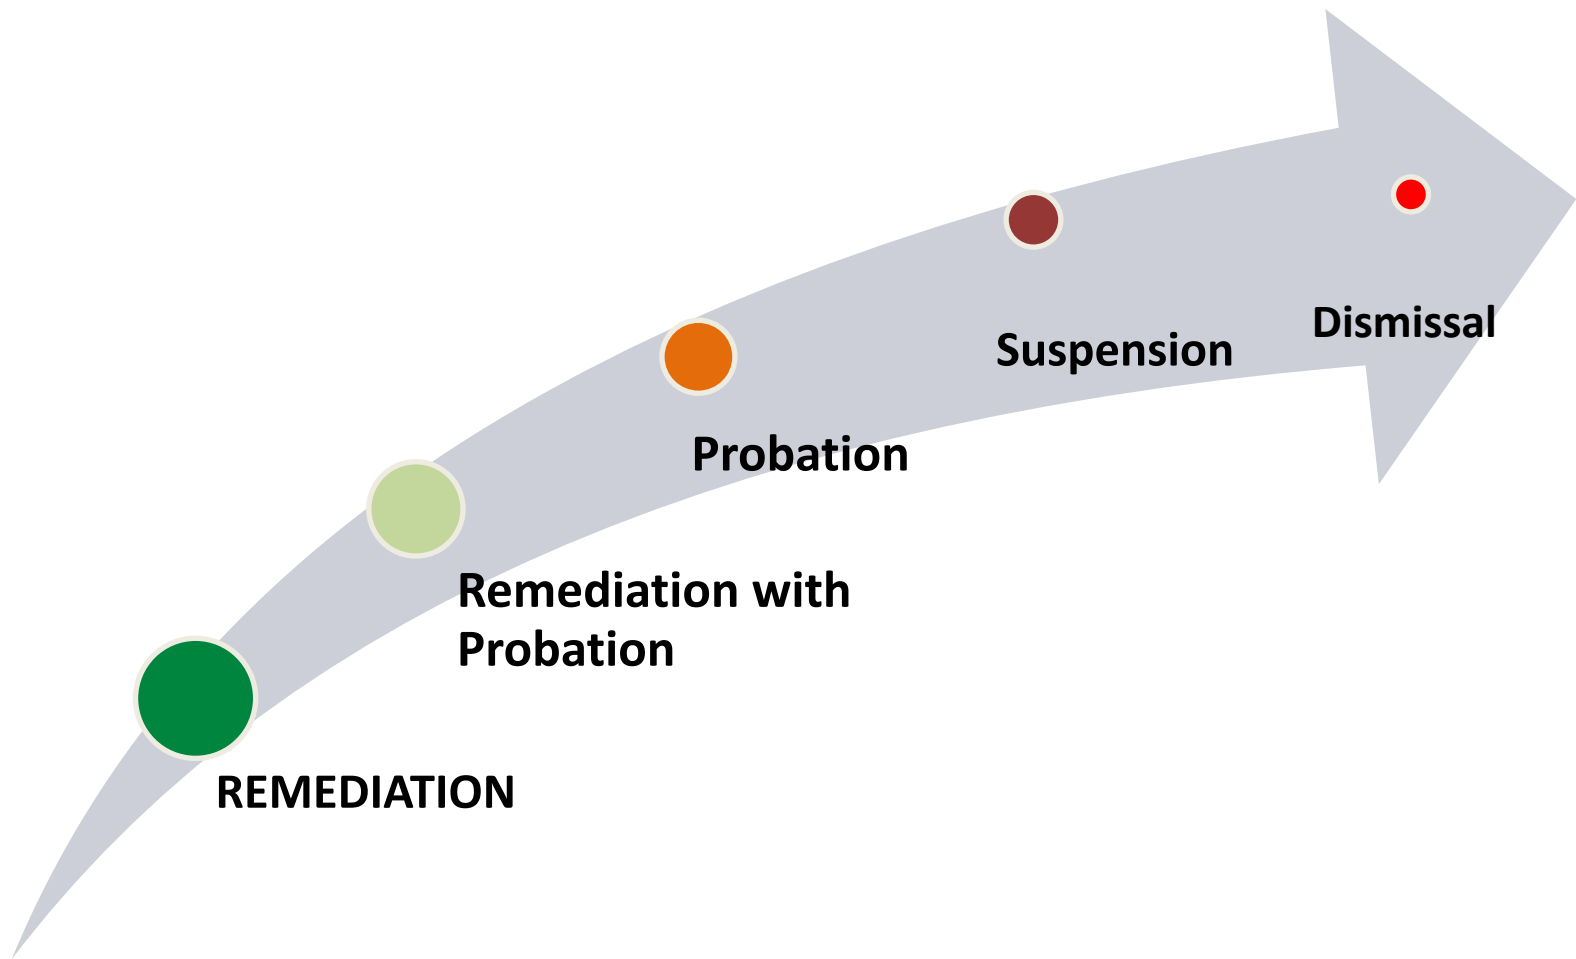 Dismissal
Suspension
Probation
Remediation with
Probation
REMEDIATION